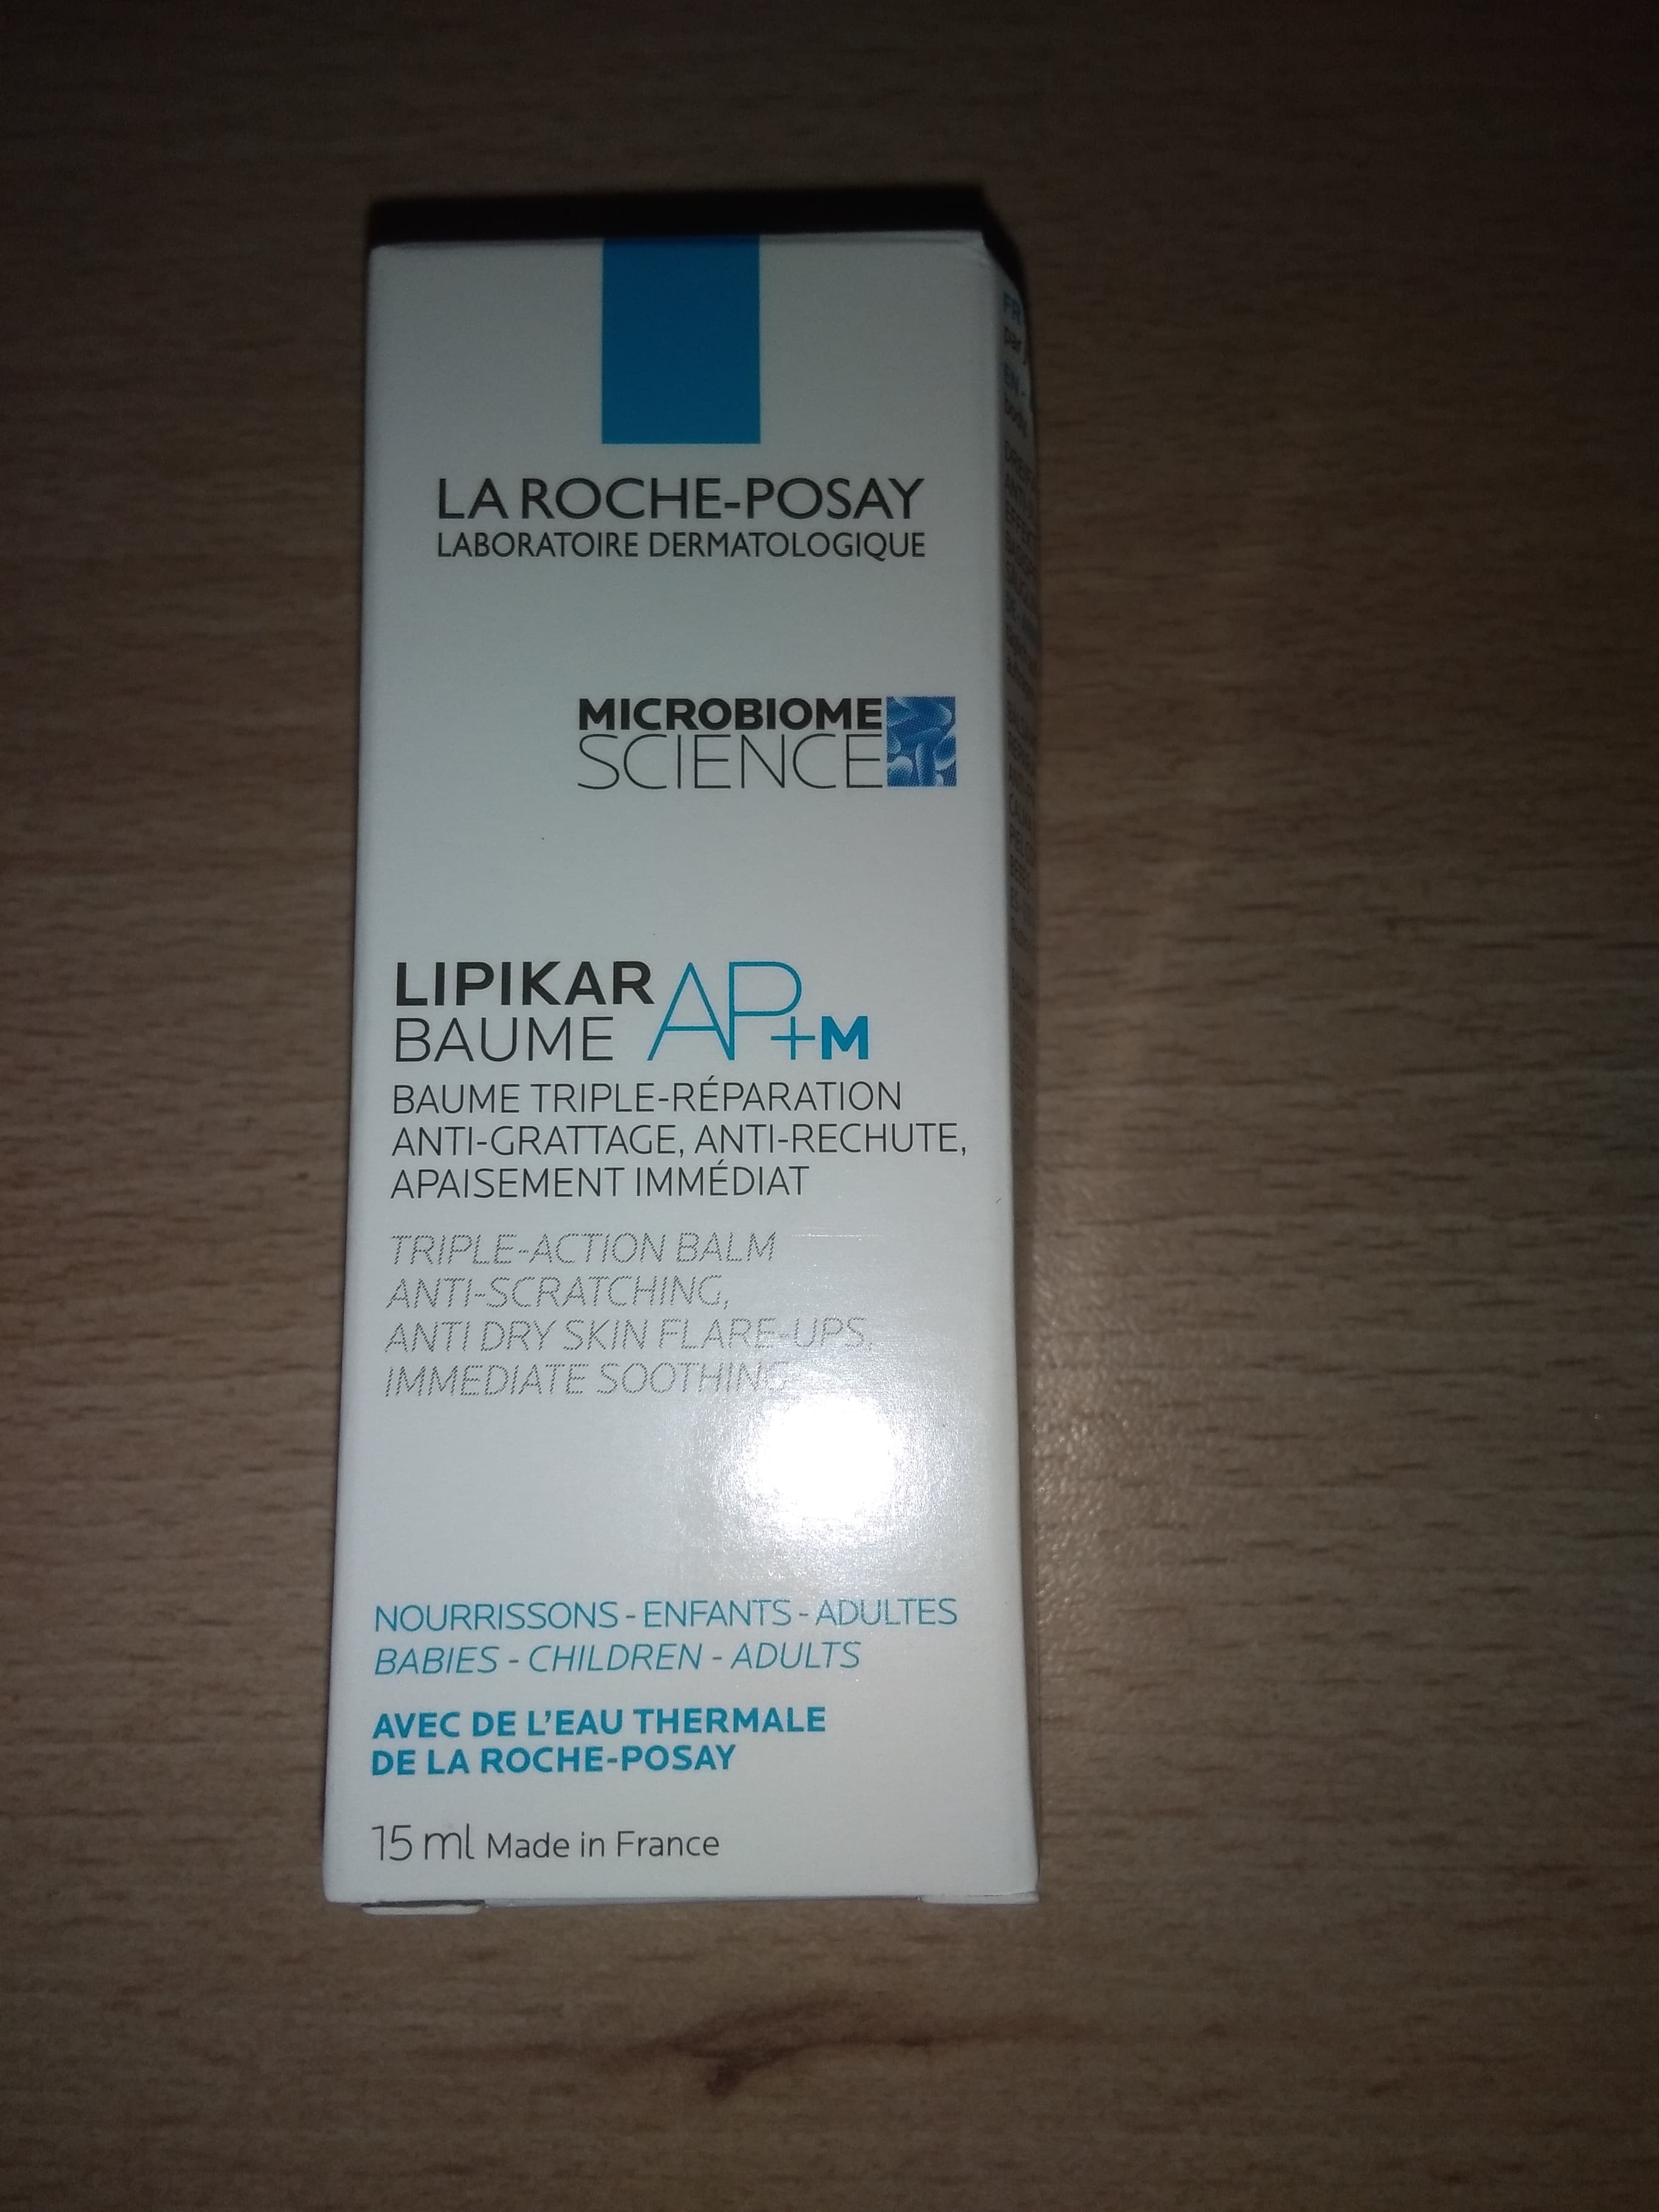 LA ROCHE-POSAY
LABORATOIRE DERMATOLOGIQUE
MICROBIOME
SCIENCE
LIPIKAR
BAUME AP+M
BAUME TRIPLE-RÉPARATION
ANTI-GRATTAGE, ANTI-RECHUTE,
APAISEMENT IMMÉDIAT
TRIPLE-ACTION BALM
ANTI-SCRATCHING,
ANTI DRY SKIN FLARE-UPS,
IMMEDIATE SOOTHING
NOURRISSONS - ENFANTS - ADULTES
BABIES - CHILDREN - ADULTS
AVEC DE L'EAU THERMALE
DE LA ROCHE-POSAY
15 ml Made in France